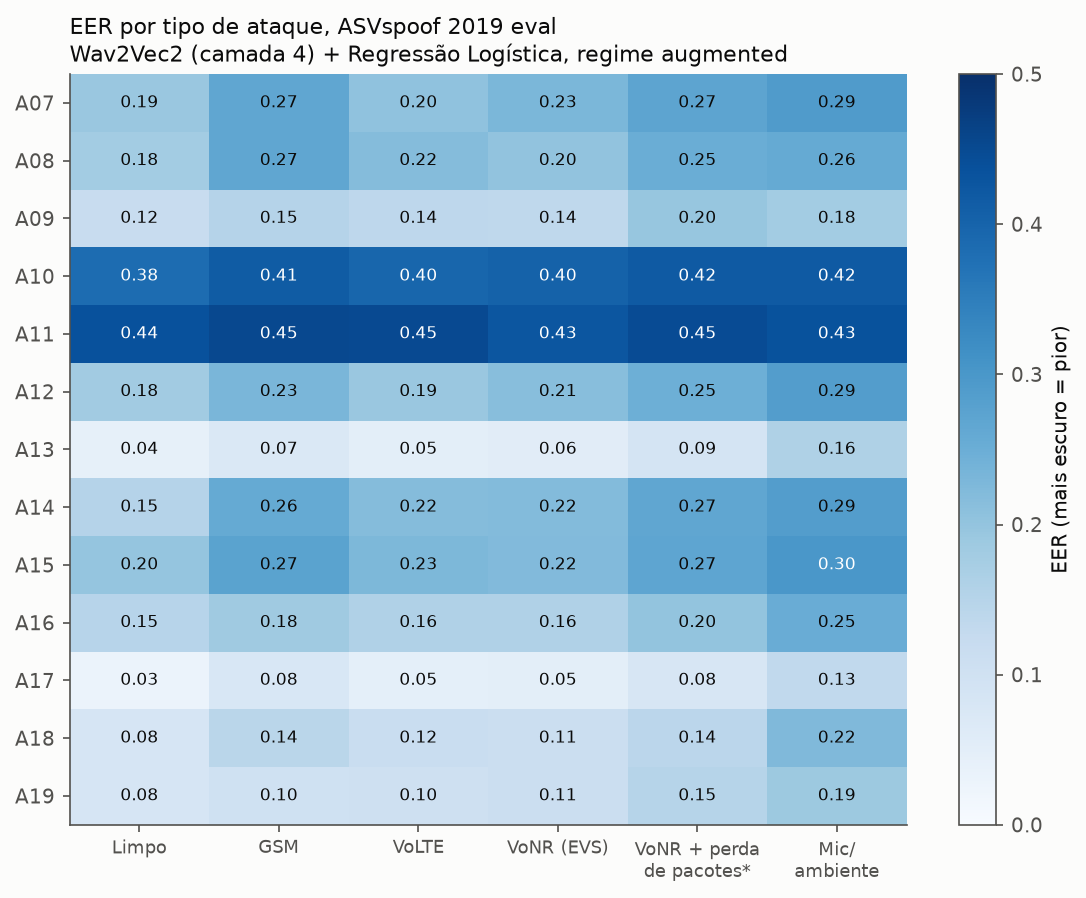 EER por tipo de ataque, ASVspoof 2019 eval
Wav2Vec2 (camada 4) + Regressão Logística, regime augmented
A07 0.19 0.27 0.20 0.23 0.27 0.29
A08 0.18 0.27 0.22 0.20 0.25 0.26
A09 0.12 0.15 0.14 0.14 0.20 0.18
A10 0.38 0.41 0.40 0.40 0.42 0.42
A11 0.44 0.45 0.45 0.43 0.45 0.43
A12 0.18 0.23 0.19 0.21 0.25 0.29
A13 0.04 0.07 0.05 0.06 0.09 0.16
A14 0.15 0.26 0.22 0.22 0.27 0.29
A15 0.20 0.27 0.23 0.22 0.27 0.30
A16 0.15 0.18 0.16 0.16 0.20 0.25
A17 0.03 0.08 0.05 0.05 0.08 0.13
A18 0.08 0.14 0.12 0.11 0.14 0.22
A19 0.08 0.10 0.10 0.11 0.15 0.19
Limpo GSM VoLTE VoNR (EVS) VoNR + perda Mic/
de pacotes* ambiente
0.5
0.4
0.3
0.2
0.1
0.0
EER (mais escuro = pior)